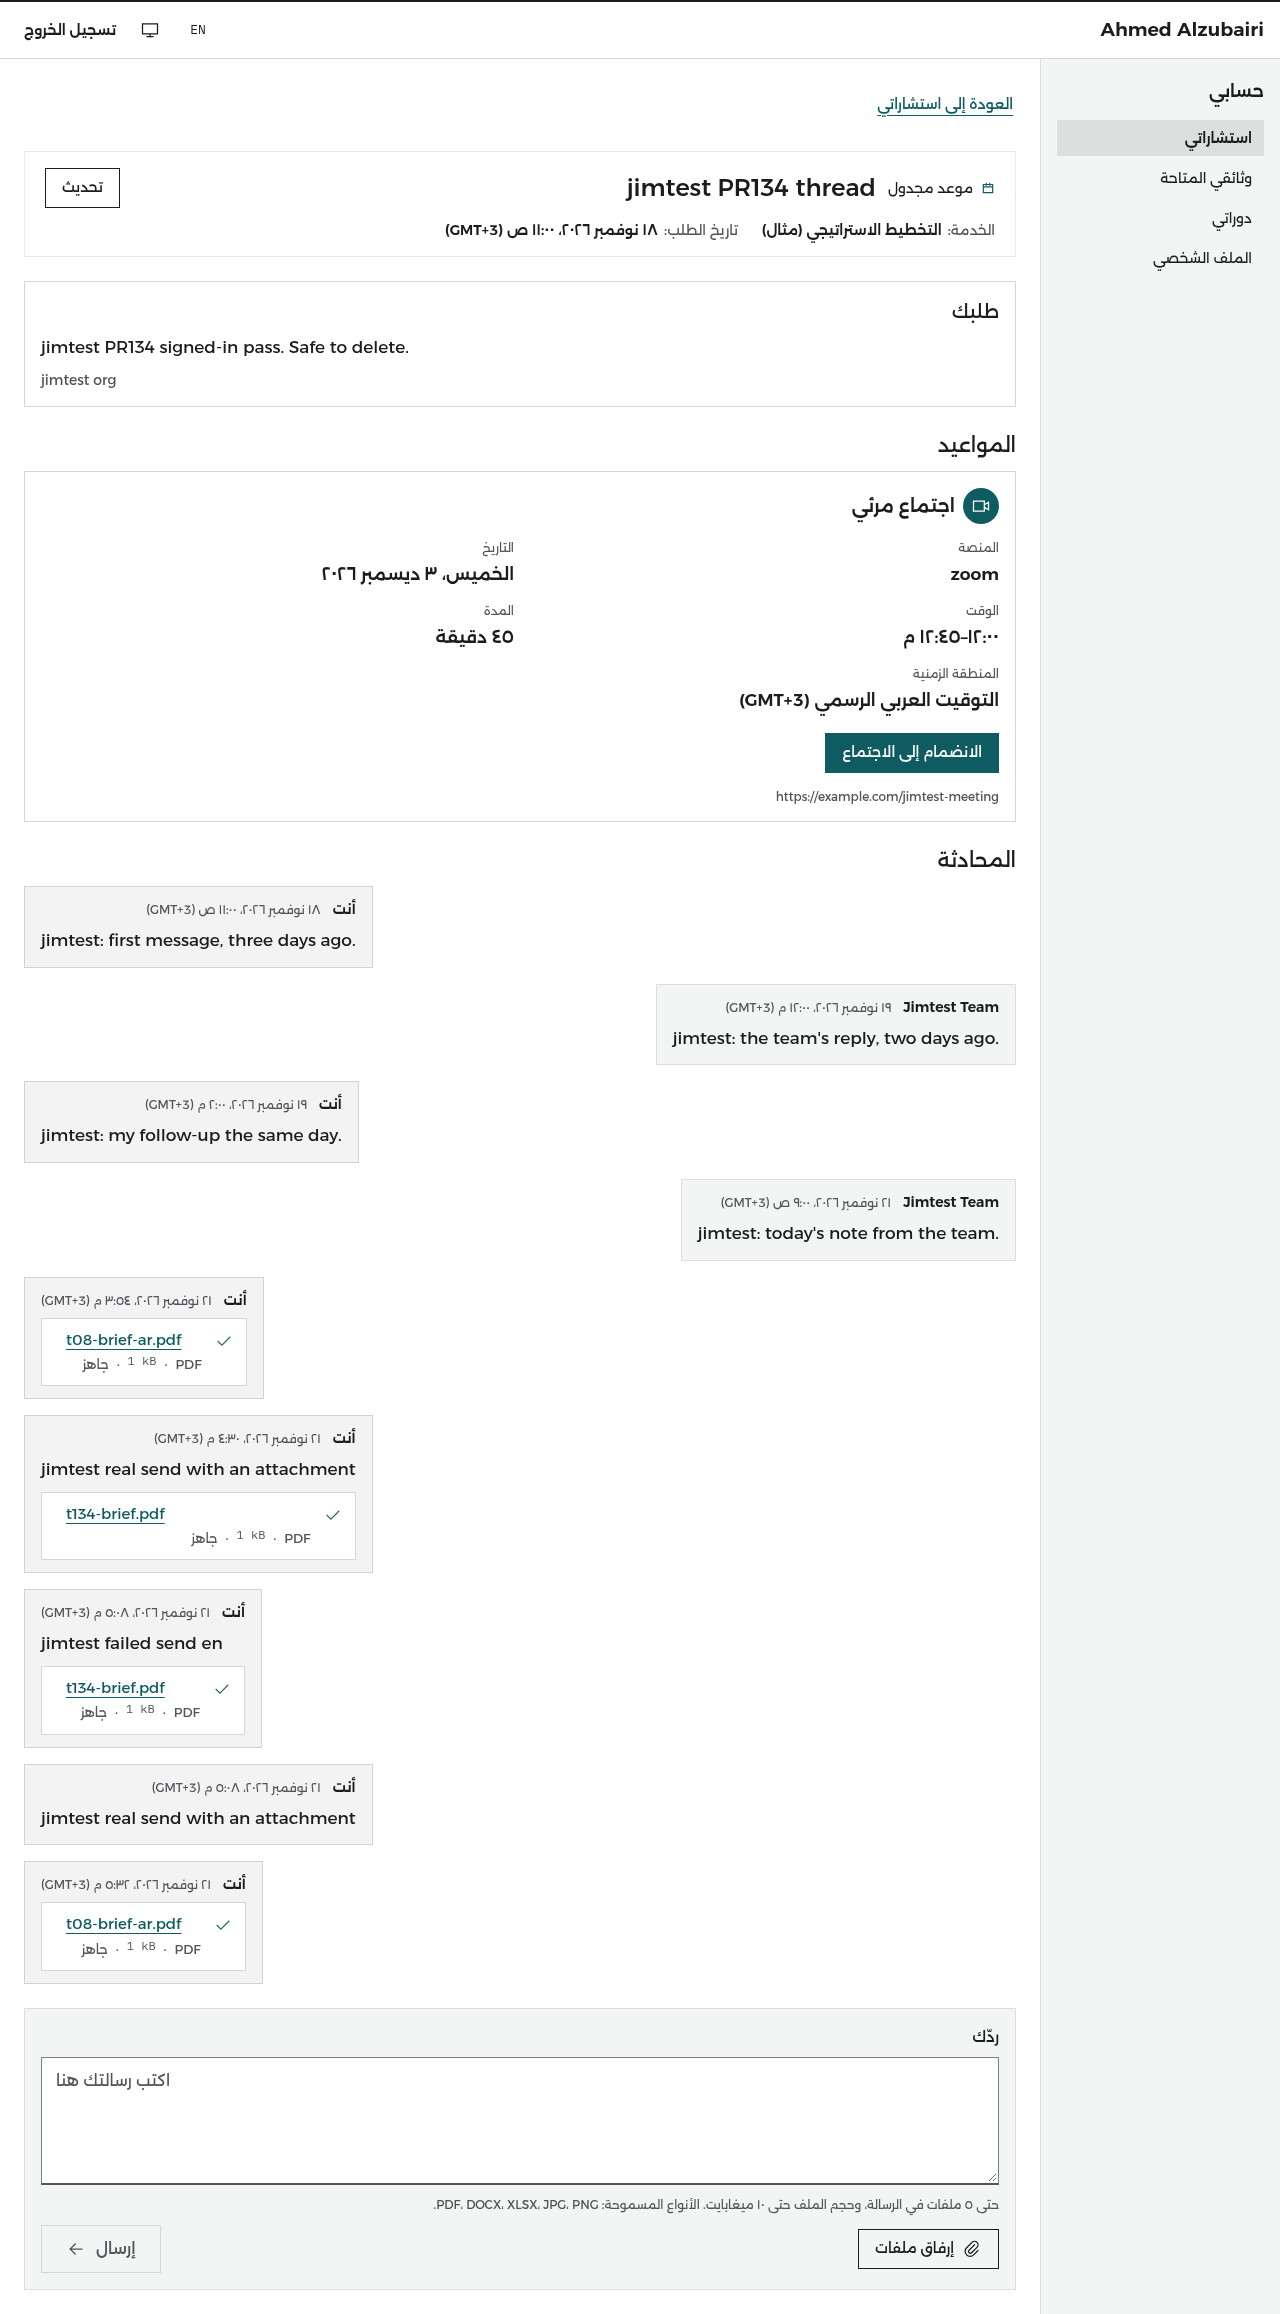 Ahmed Alzubairi
EN
تسجيل الخروج
حسابي
استشاراتي
وثائقي المتاحة
دوراتي
الملف الشخصي
العودة إلى استشاراتي
موعد مجدول
jimtest PR134 thread
تحديث
الخدمة: التخطيط الاستراتيجي (مثال)
تاريخ الطلب: ١٨ نوفمبر ٢٠٢٦، ١١:٠٠ ص (GMT+3)
طلبك
jimtest PR134 signed-in pass. Safe to delete.
jimtest org
المواعيد
اجتماع مرئي
المنصة
zoom
التاريخ
الخميس، ٣ ديسمبر ٢٠٢٦
الوقت
١٢:٠٠–١٢:٤٥ م
المدة
٤٥ دقيقة
المنطقة الزمنية
التوقيت العربي الرسمي (GMT+3)
الانضمام إلى الاجتماع
https://example.com/jimtest-meeting
المحادثة
أنت ١٨ نوفمبر ٢٠٢٦، ١١:٠٠ ص (GMT+3)
jimtest: first message, three days ago.
Jimtest Team ١٩ نوفمبر ٢٠٢٦، ١٢:٠٠ م (GMT+3)
jimtest: the team's reply, two days ago.
أنت ١٩ نوفمبر ٢٠٢٦، ٢:٠٠ م (GMT+3)
jimtest: my follow-up the same day.
Jimtest Team ٢١ نوفمبر ٢٠٢٦، ٩:٠٠ ص (GMT+3)
jimtest: today's note from the team.
أنت ٢١ نوفمبر ٢٠٢٦، ٣:٥٤ م (GMT+3)
t08-brief-ar.pdf
PDF · 1 kB · جاهز
أنت ٢١ نوفمبر ٢٠٢٦، ٤:٣٠ م (GMT+3)
jimtest real send with an attachment
t134-brief.pdf
PDF · 1 kB · جاهز
أنت ٢١ نوفمبر ٢٠٢٦، ٥:٠٨ م (GMT+3)
jimtest failed send en
t134-brief.pdf
PDF · 1 kB · جاهز
أنت ٢١ نوفمبر ٢٠٢٦، ٥:٠٨ م (GMT+3)
jimtest real send with an attachment
أنت ٢١ نوفمبر ٢٠٢٦، ٥:٣٢ م (GMT+3)
t08-brief-ar.pdf
PDF · 1 kB · جاهز
ردّك
اكتب رسالتك هنا
حتى ٥ ملفات في الرسالة، وحجم الملف حتى ١٠ ميغابايت. الأنواع المسموحة: PDF، DOCX، XLSX، JPG، PNG.
إرفاق ملفات
إرسال